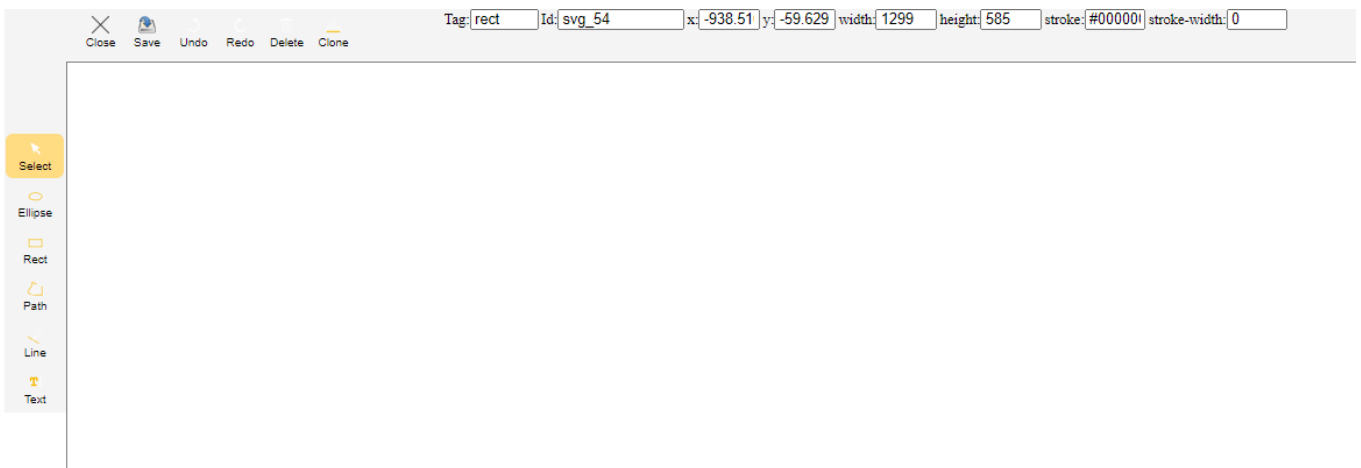 Tag: rect Id: svg_54 x: -938.51 y: -59.629 width: 1299 height: 585 stroke: #00000 stroke-width: 0
Close Save Undo Redo Delete Clone
Select
Ellipse
Rect
Path
Line
T
Text